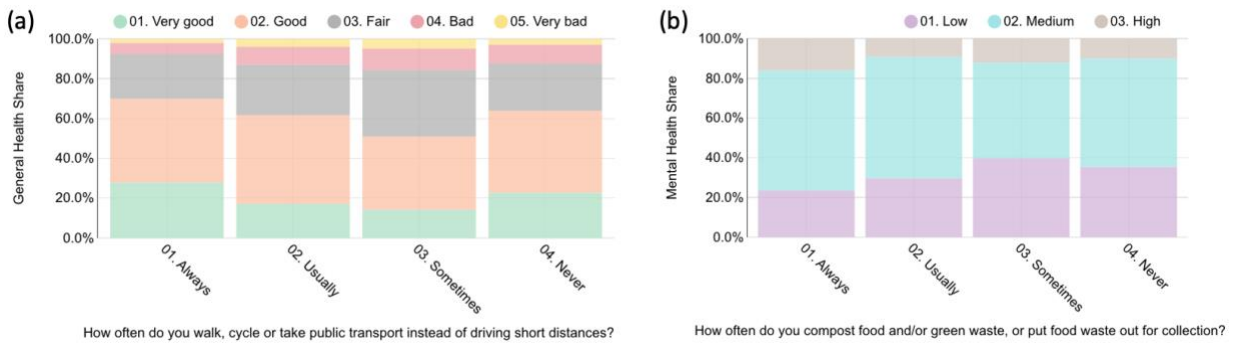 (a)
01. Very good 02. Good 03. Fair 04. Bad 05. Very bad
100.0%
80.0%
60.0%
40.0%
20.0%
0.0%
General Health Share
01. Always
02. Usually
03. Sometimes
04. Never
How often do you walk, cycle or take public transport instead of driving short distances?
(b)
01. Low 02. Medium 03. High
100.0%
80.0%
60.0%
40.0%
20.0%
0.0%
Mental Health Share
01. Always
02. Usually
03. Sometimes
04. Never
How often do you compost food and/or green waste, or put food waste out for collection?